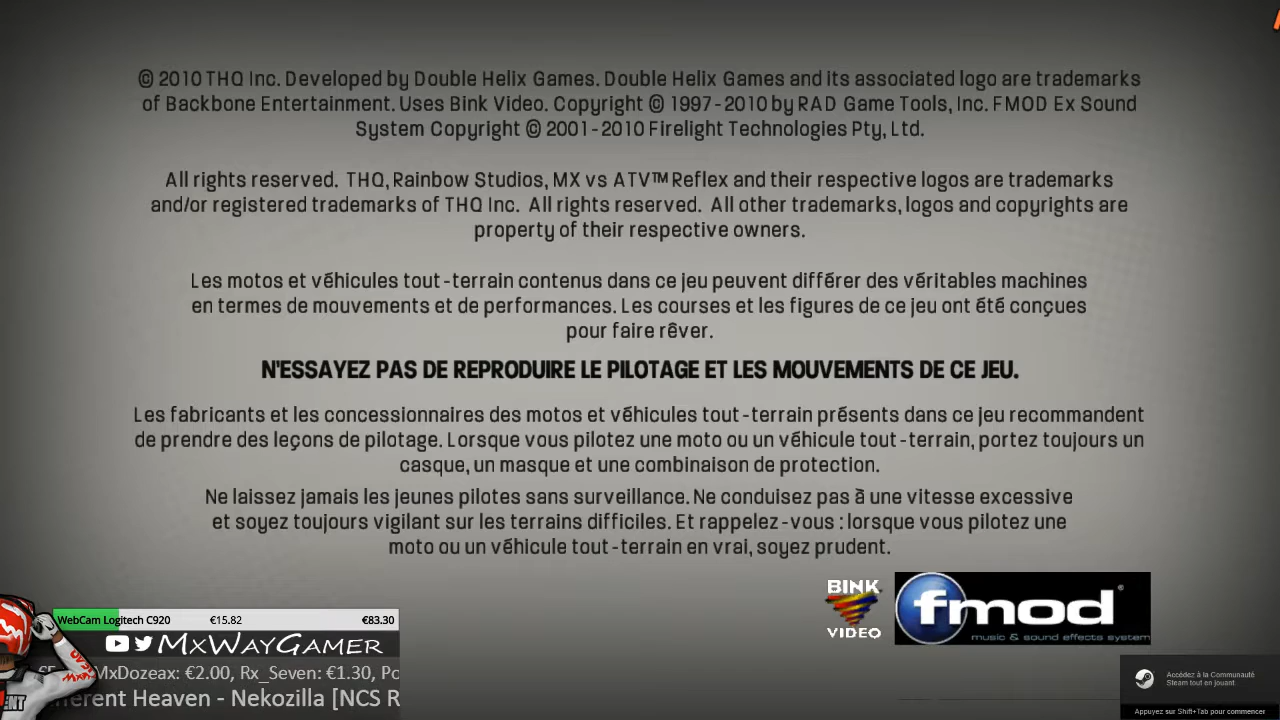 © 2010 THQ Inc. Developed by Double Helix Games. Double Helix Games and its associated logo are trademarks
of Backbone Entertainment. Uses Bink Video. Copyright © 1997-2010 by RAD Game Tools, Inc. FMOD Ex Sound
System Copyright © 2001-2010 Firelight Technologies Pty, Ltd.
All rights reserved. THQ, Rainbow Studios, MX vs ATV™ Reflex and their respective logos are trademarks
and/or registered trademarks of THQ Inc. All rights reserved. All other trademarks, logos and copyrights are
property of their respective owners.
Les motos et véhicules tout-terrain contenus dans ce jeu peuvent différer des véritables machines
en termes de mouvements et de performances. Les courses et les figures de ce jeu ont été conçues
pour faire rêver.
N'ESSAYEZ PAS DE REPRODUIRE LE PILOTAGE ET LES MOUVEMENTS DE CE JEU.
Les fabricants et les concessionnaires des motos et véhicules tout-terrain présents dans ce jeu recommandent
de prendre des leçons de pilotage. Lorsque vous pilotez une moto ou un véhicule tout-terrain, portez toujours un
casque, un masque et une combinaison de protection.
Ne laissez jamais les jeunes pilotes sans surveillance. Ne conduisez pas à une vitesse excessive
et soyez toujours vigilant sur les terrains difficiles. Et rappelez-vous : lorsque vous pilotez une
moto ou un véhicule tout-terrain en vrai, soyez prudent.
BINK
VIDEO
fmod®
music & sound effects system
WebCam Logitech C920 €15.82 €83.30
MxWayGamer
MxDozeax: €2.00, Rx_Seven: €1.30, Po
fferent Heaven - Nekozilla [NCS R
Accédez à la Communauté
Steam tout en jouant
Appuyez sur Shift+Tab pour commencer